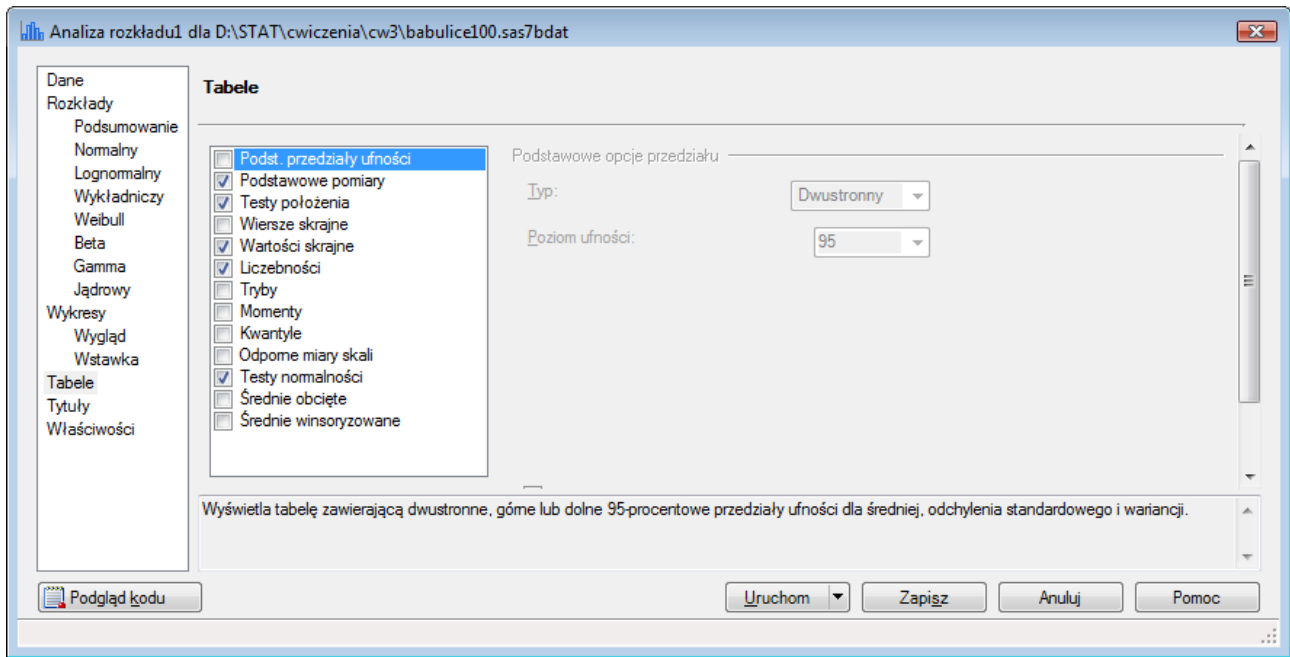 Analiza rozkładu1 dla D:\STAT\cwiczenia\cw3\babulice100.sas7bdat
Dane
Rozkłady
Podsumowanie
Normalny
Lognormalny
Wykładniczy
Weibull
Beta
Gamma
Jądrowy
Wykresy
Wygląd
Wstawka
Tabele
Tytuły
Właściwości
Tabele
Podst. przedziały ufności
Podstawowe pomiary
Testy położenia
Wiersze skrajne
Wartości skrajne
Liczebności
Tryby
Momenty
Kwantyle
Odporne miary skali
Testy normalności
Średnie obcięte
Średnie winsoryzowane
Podstawowe opcje przedziału
Typ:
Dwustronny
Poziom ufności:
95
Wyświetla tabelę zawierającą dwustronne, górne lub dolne 95-procentowe przedziały ufności dla średniej, odchylenia standardowego i wariancji.
Podgląd kodu
Uruchom
Zapisz
Anuluj
Pomoc